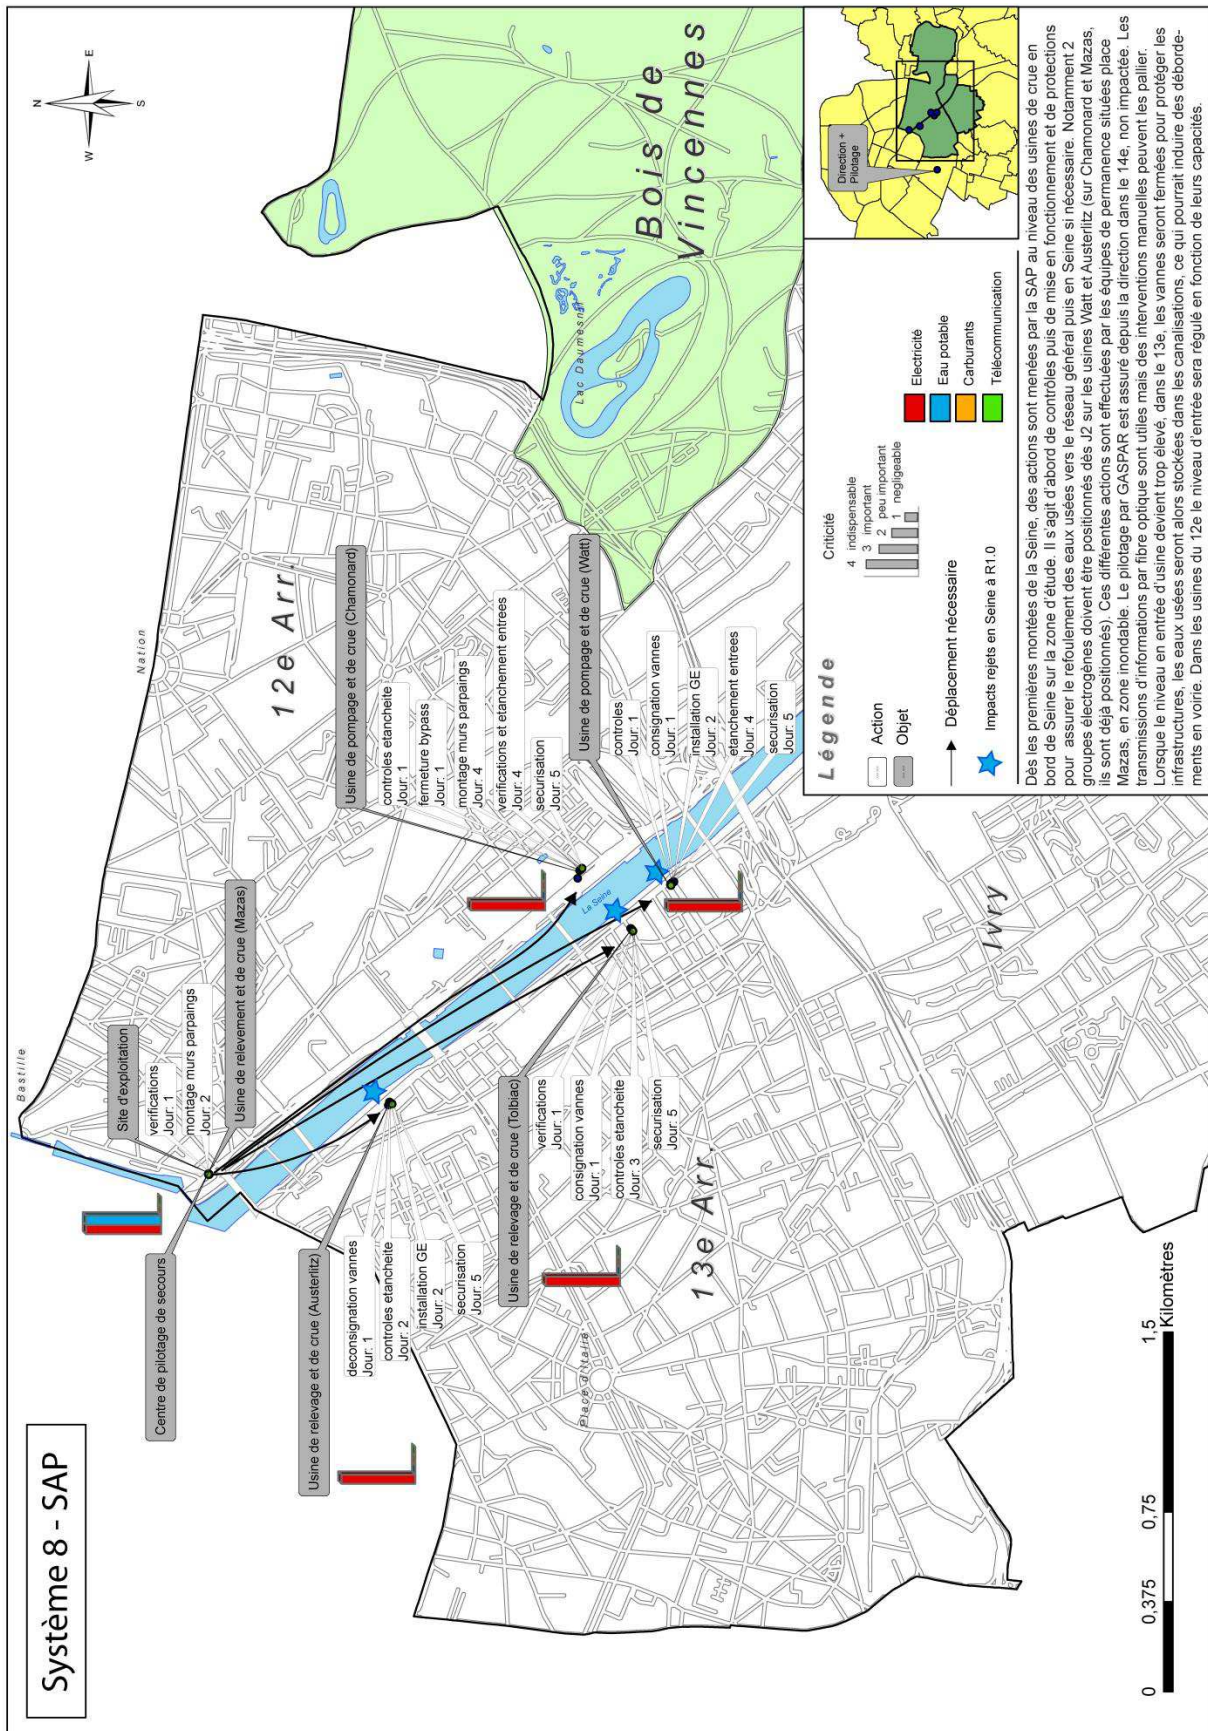 Système 8 - SAP
N
W
E
S
Bastille
Nation
12e Arr.
Bois de
Vincennes
Lac Daumesnil
La Seine
Place d'Italie
13e Arr.
Ivry
Centre de pilotage de secours
Site d'exploitation
verifications
Jour: 1
montage murs parpaings
Jour: 2
Usine de relevement et de crue (Mazas)
Usine de relevage et de crue (Austerlitz)
deconsignation vannes
Jour: 1
controles etancheite
Jour: 2
installation GE
Jour: 2
securisation
Jour: 5
Usine de relevage et de crue (Tolbiac)
verifications
Jour: 1
consignation vannes
Jour: 1
controles etancheite
Jour: 3
securisation
Jour: 5
Usine de pompage et de crue (Chamonard)
controles etancheite
Jour: 1
fermeture bypass
Jour: 1
montage murs parpaings
Jour: 4
verifications et etanchement entrees
Jour: 4
securisation
Jour: 5
Usine de pompage et de crue (Watt)
controles
Jour: 1
consignation vannes
Jour: 1
installation GE
Jour: 2
etanchement entrees
Jour: 4
securisation
Jour: 5
0
0,375
0,75
1,5
Kilomètres
Légende
Action
Objet
Déplacement nécessaire
Impacts rejets en Seine à R1.0
Criticité
4 indispensable
3 important
2 peu important
1 negligeable
Electricité
Eau potable
Carburants
Télécommunication
Direction +
Pilotage
Dès les premières montées de la Seine, des actions sont menées par la SAP au niveau des usines de crue en
bord de Seine sur la zone d'étude. Il s'agit d'abord de contrôles puis de mise en fonctionnement et de protections
pour assurer le refoulement des eaux usées vers le réseau général puis en Seine si nécessaire. Notamment 2
groupes électrogènes doivent être positionnés dès J2 sur les usines Watt et Austerlitz (sur Chamonard et Mazas,
ils sont déjà positionnés). Ces différentes actions sont effectuées par les équipes de permanence situées place
Mazas, en zone inondable. Le pilotage par GASPAR est assuré depuis la direction dans le 14e, non impactée. Les
transmissions d'informations par fibre optique sont utiles mais des interventions manuelles peuvent les pallier.
Lorsque le niveau en entrée d'usine devient trop élevé, dans le 13e, les vannes seront fermées pour protéger les
infrastructures, les eaux usées seront alors stockées dans les canalisations, ce qui pourrait induire des déborde-
ments en voirie. Dans les usines du 12e le niveau d'entrée sera régulé en fonction de leurs capacités.